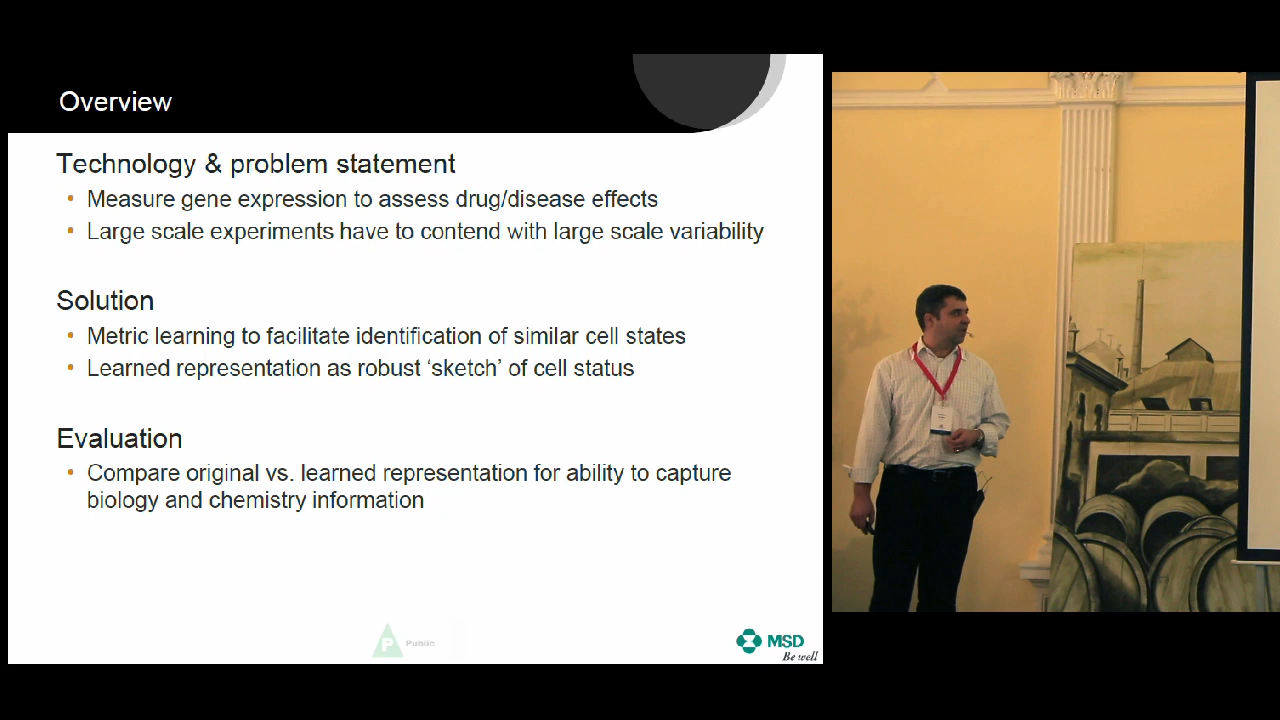 Overview
Technology & problem statement
• Measure gene expression to assess drug/disease effects
• Large scale experiments have to contend with large scale variability
Solution
• Metric learning to facilitate identification of similar cell states
• Learned representation as robust ‘sketch’ of cell status
Evaluation
• Compare original vs. learned representation for ability to capture
biology and chemistry information
P Public
MSD
Be well